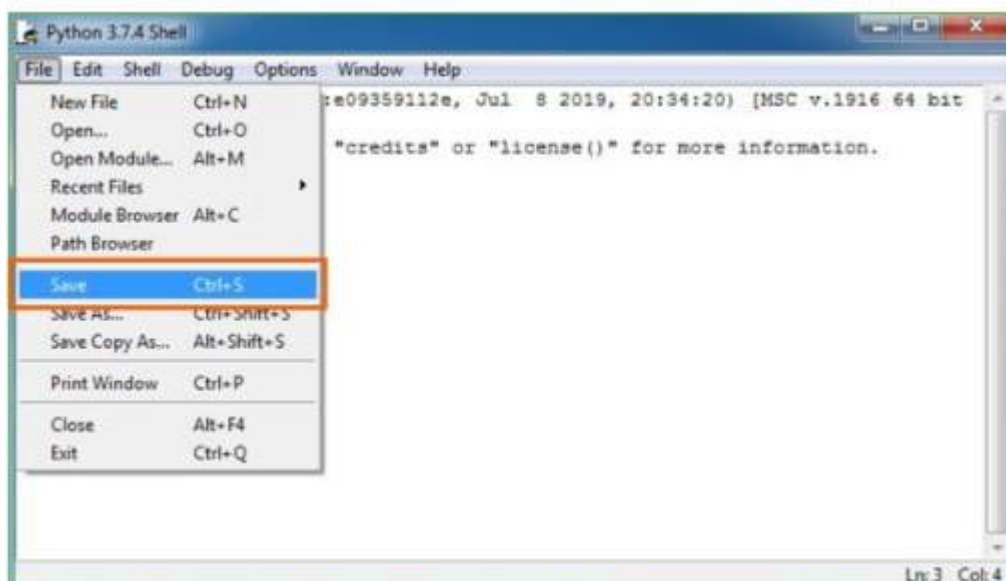 Python 3.7.4 Shell
File Edit Shell Debug Options Window Help
New File Ctrl+N
:e09359112e, Jul 8 2019, 20:34:20) [MSC v.1916 64 bit
Open... Ctrl+O
Open Module... Alt+M
"credits" or "license()" for more information.
Recent Files
Module Browser Alt+C
Path Browser
Save Ctrl+S
Save As... Ctrl+Shift+S
Save Copy As... Alt+Shift+S
Print Window Ctrl+P
Close Alt+F4
Exit Ctrl+Q
Ln: 3 Col: 4